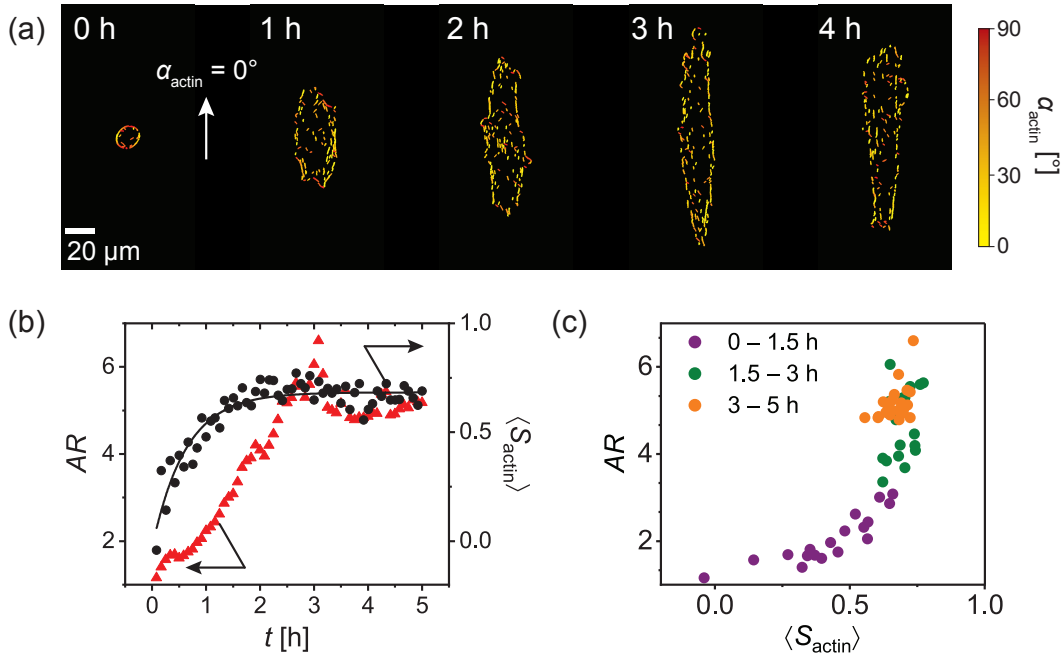 (a)
0 h
1 h
2 h
3 h
4 h
α_actin = 0°
20 μm
90
60
30
0
α_actin [°]
(b)
AR
6
4
2
0
1
2
3
4
5
t [h]
1.0
0.5
0.0
⟨S_actin⟩
(c)
0 – 1.5 h
1.5 – 3 h
3 – 5 h
AR
6
4
2
0.0
0.5
1.0
⟨S_actin⟩